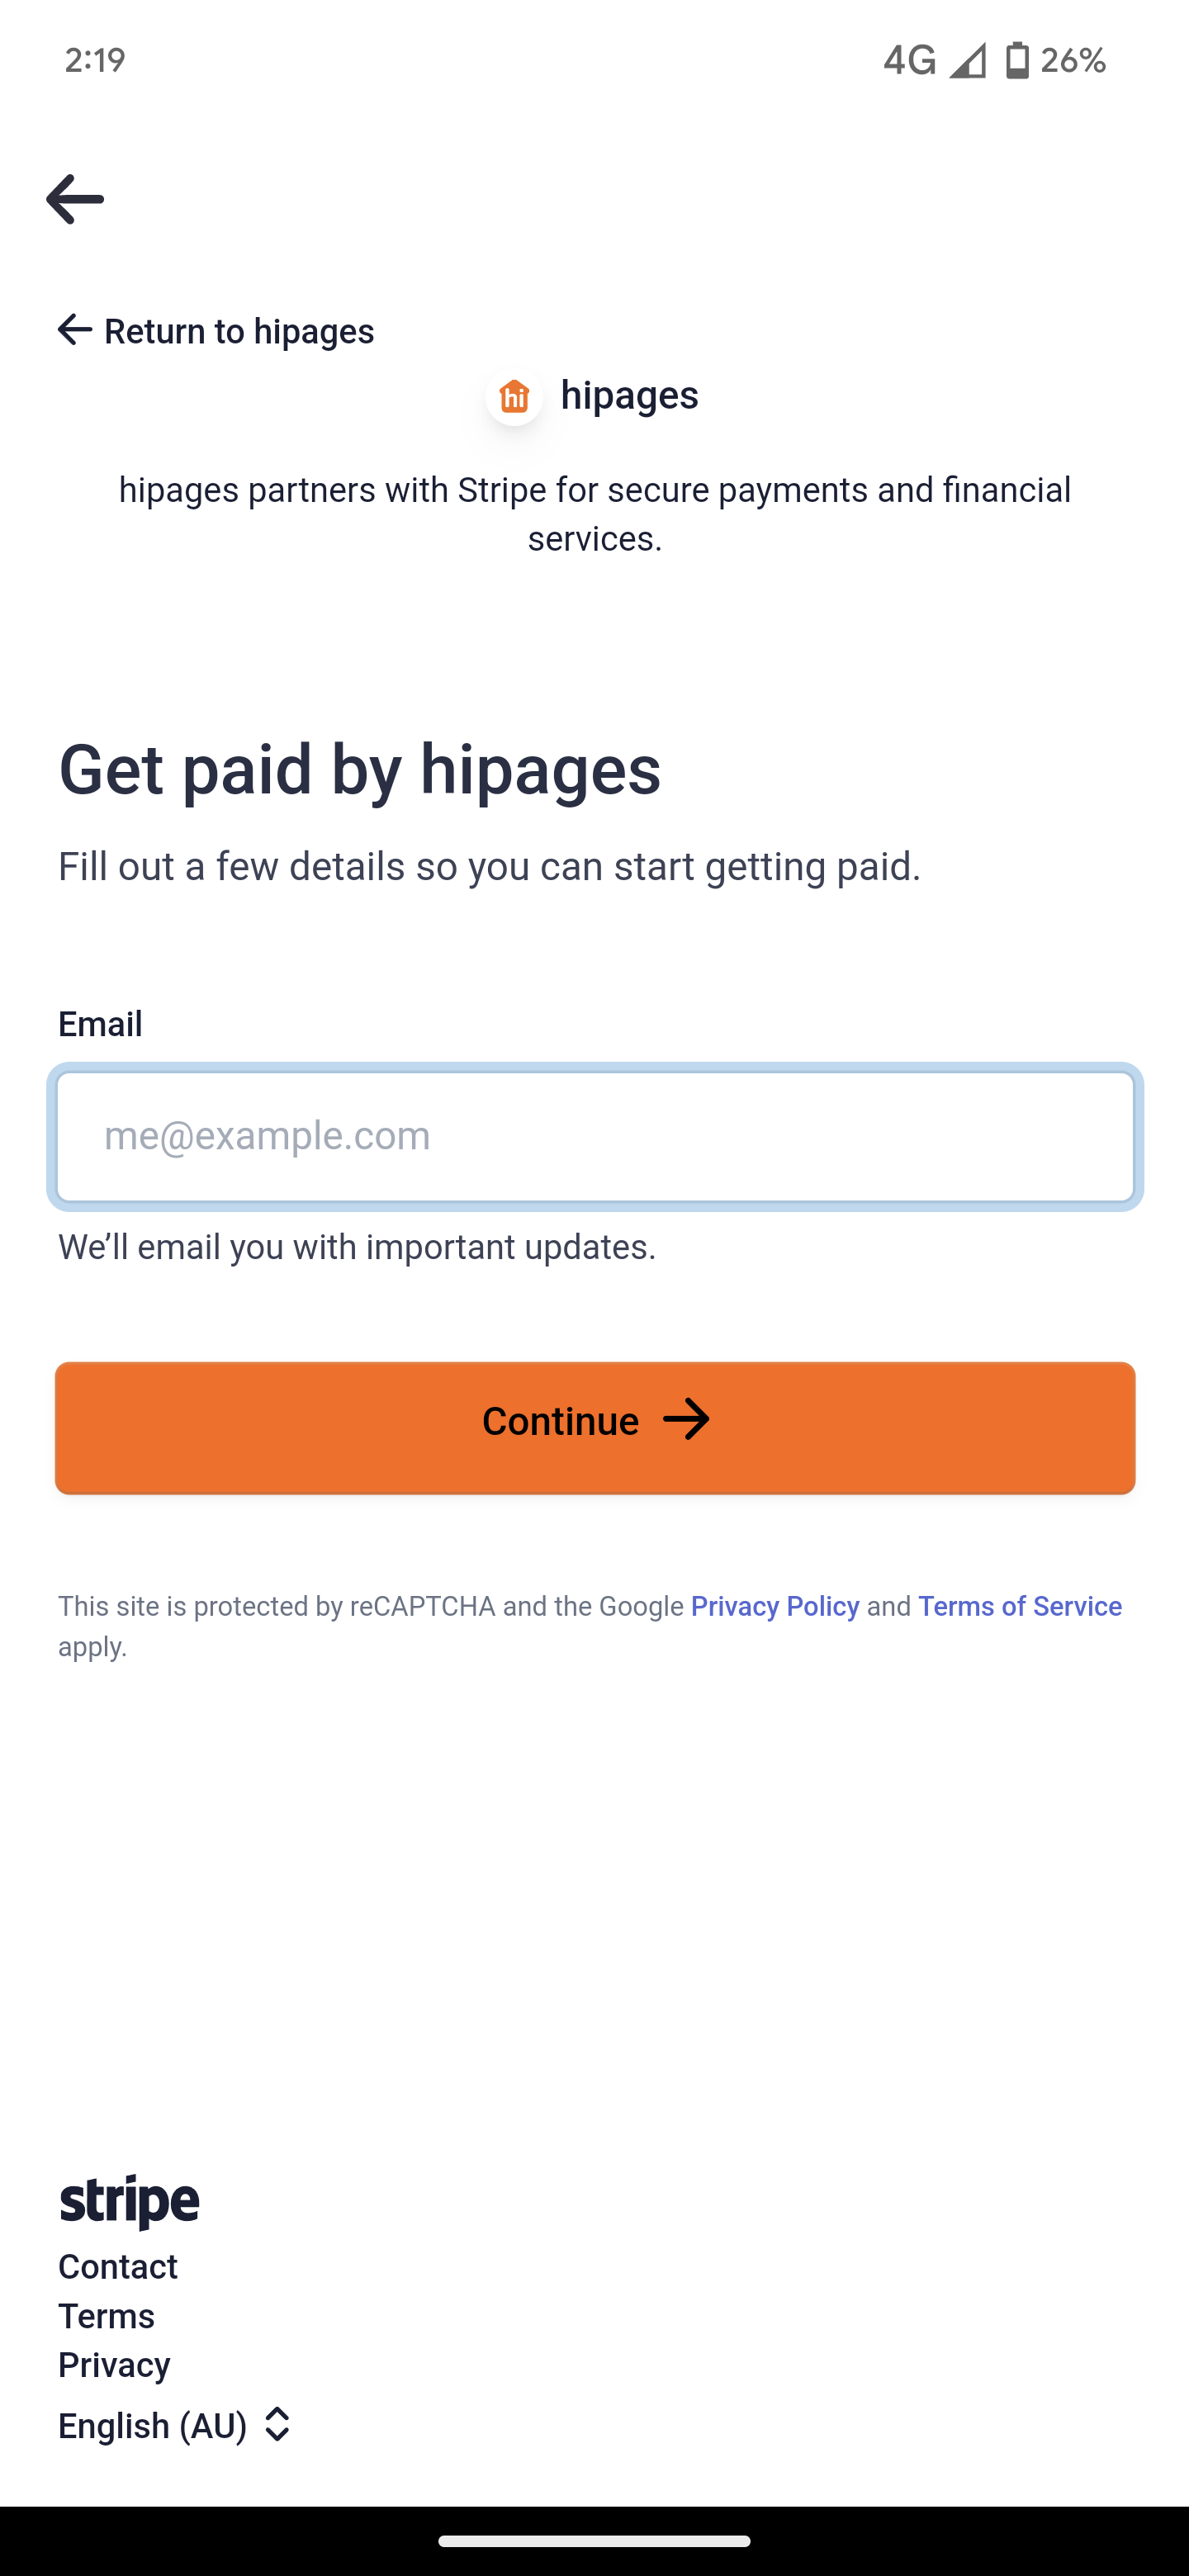 2:19 4G 26%
Return to hipages
hi hipages
hipages partners with Stripe for secure payments and financial
services.
Get paid by hipages
Fill out a few details so you can start getting paid.
Email
me@example.com
We’ll email you with important updates.
Continue
This site is protected by reCAPTCHA and the Google Privacy Policy and Terms of Service
apply.
stripe
Contact
Terms
Privacy
English (AU)